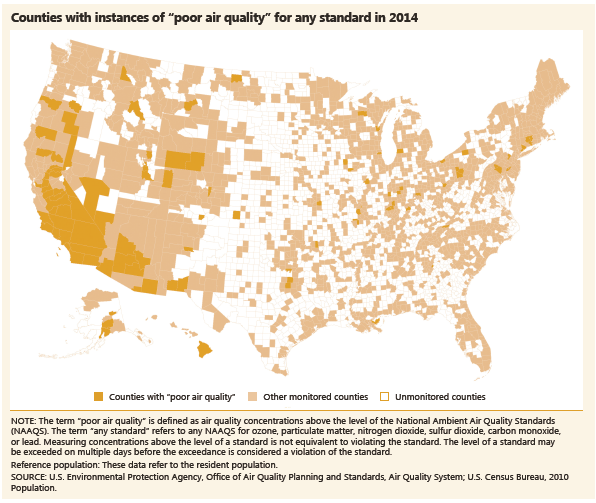 Counties with instances of “poor air quality” for any standard in 2014
Counties with “poor air quality”
Other monitored counties
Unmonitored counties
NOTE: The term “poor air quality” is defined as air quality concentrations above the level of the National Ambient Air Quality Standards
(NAAQS). The term “any standard” refers to any NAAQS for ozone, particulate matter, nitrogen dioxide, sulfur dioxide, carbon monoxide,
or lead. Measuring concentrations above the level of a standard is not equivalent to violating the standard. The level of a standard may
be exceeded on multiple days before the exceedance is considered a violation of the standard.
Reference population: These data refer to the resident population.
SOURCE: U.S. Environmental Protection Agency, Office of Air Quality Planning and Standards, Air Quality System; U.S. Census Bureau, 2010
Population.